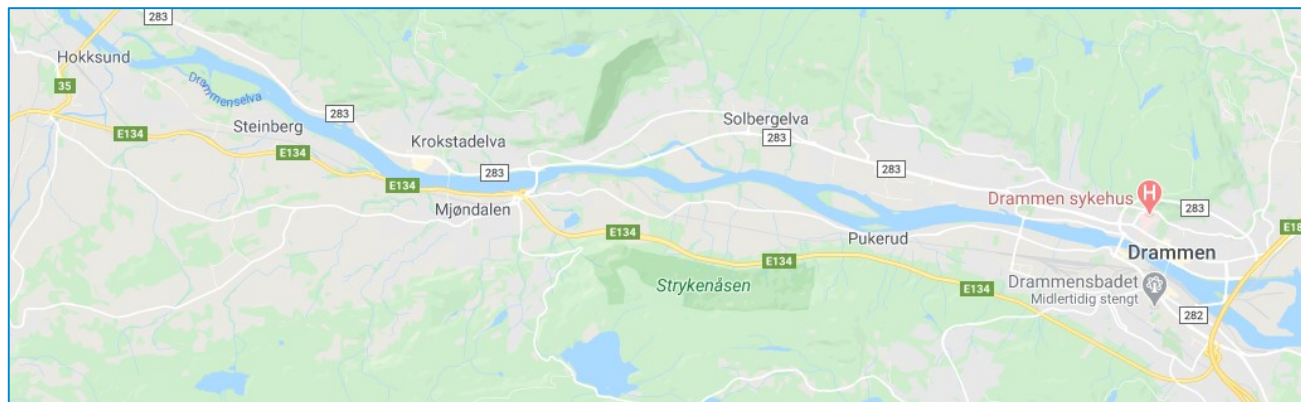 283
Hokksund
35
Drammenselva
283
Steinberg
E134
E134
Krokstadelva
E134
283
Mjøndalen
Solbergelva
283
283
E134
Strykenåsen
E134
Pukerud
Drammen sykehus
H
283
E18
Drammen
E134
Drammensbadet
Midlertidig stengt
282